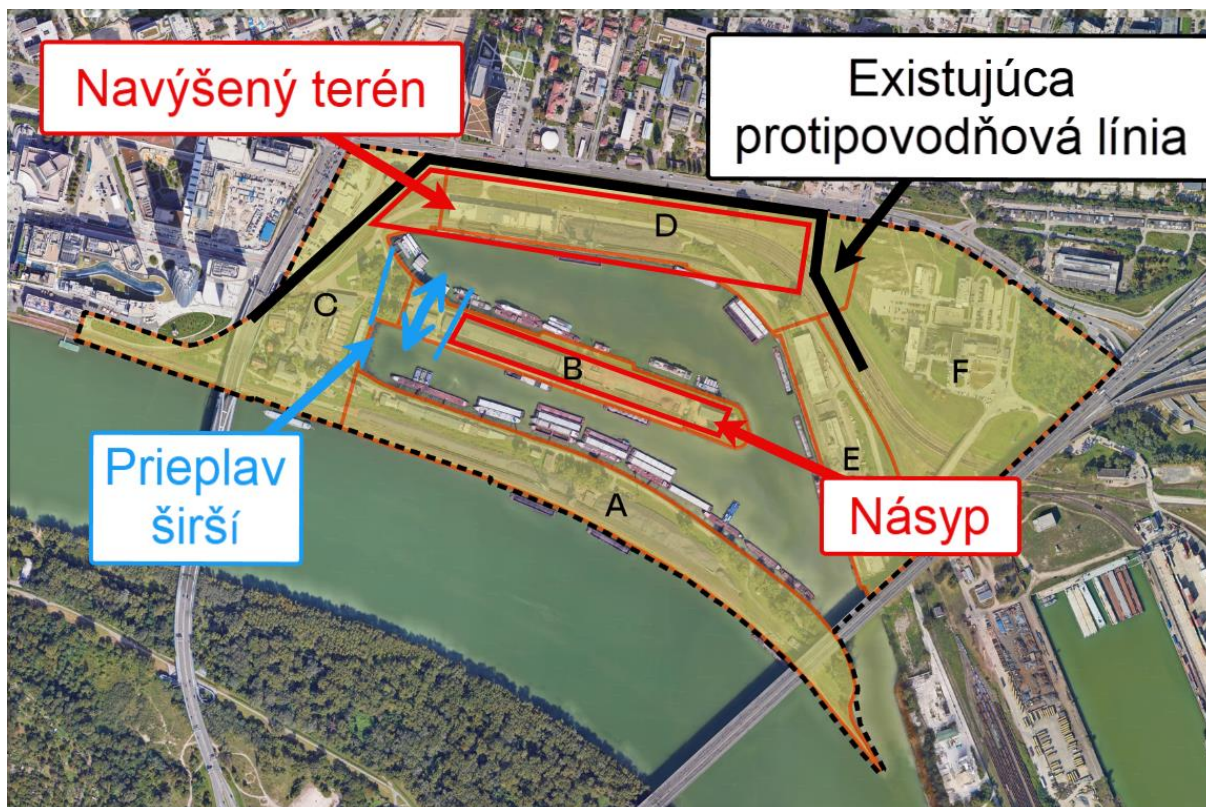 Navýšený terén
Existujúca
protipovodňová línia
D
C
B
F
Prieplav
širší
E
A
Násyp